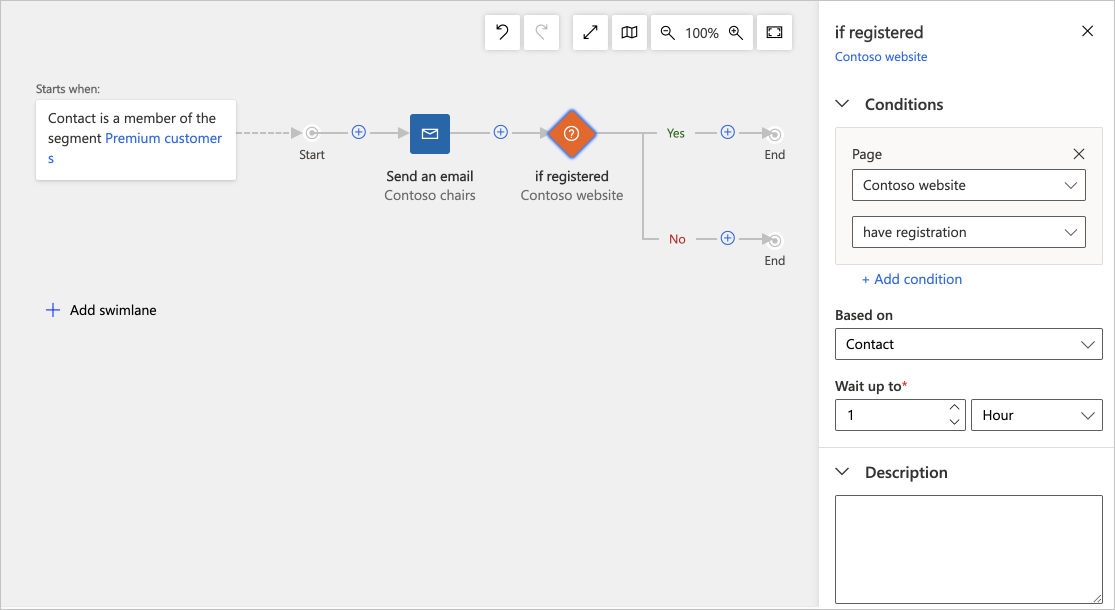 100%
Starts when:
Contact is a member of the
segment Premium customer
s
Start
Send an email
Contoso chairs
if registered
Contoso website
Yes
End
No
End
Add swimlane
if registered
Contoso website
Conditions
Page
Contoso website
have registration
+ Add condition
Based on
Contact
Wait up to*
1 Hour
Description